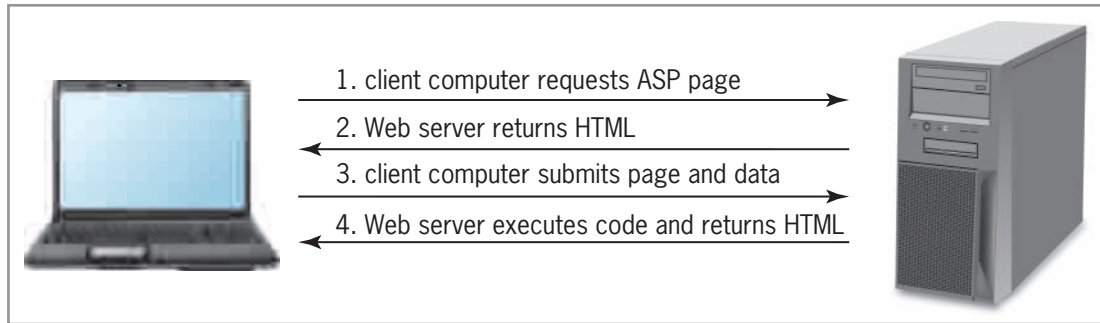 1. client computer requests ASP page
2. Web server returns HTML
3. client computer submits page and data
4. Web server executes code and returns HTML